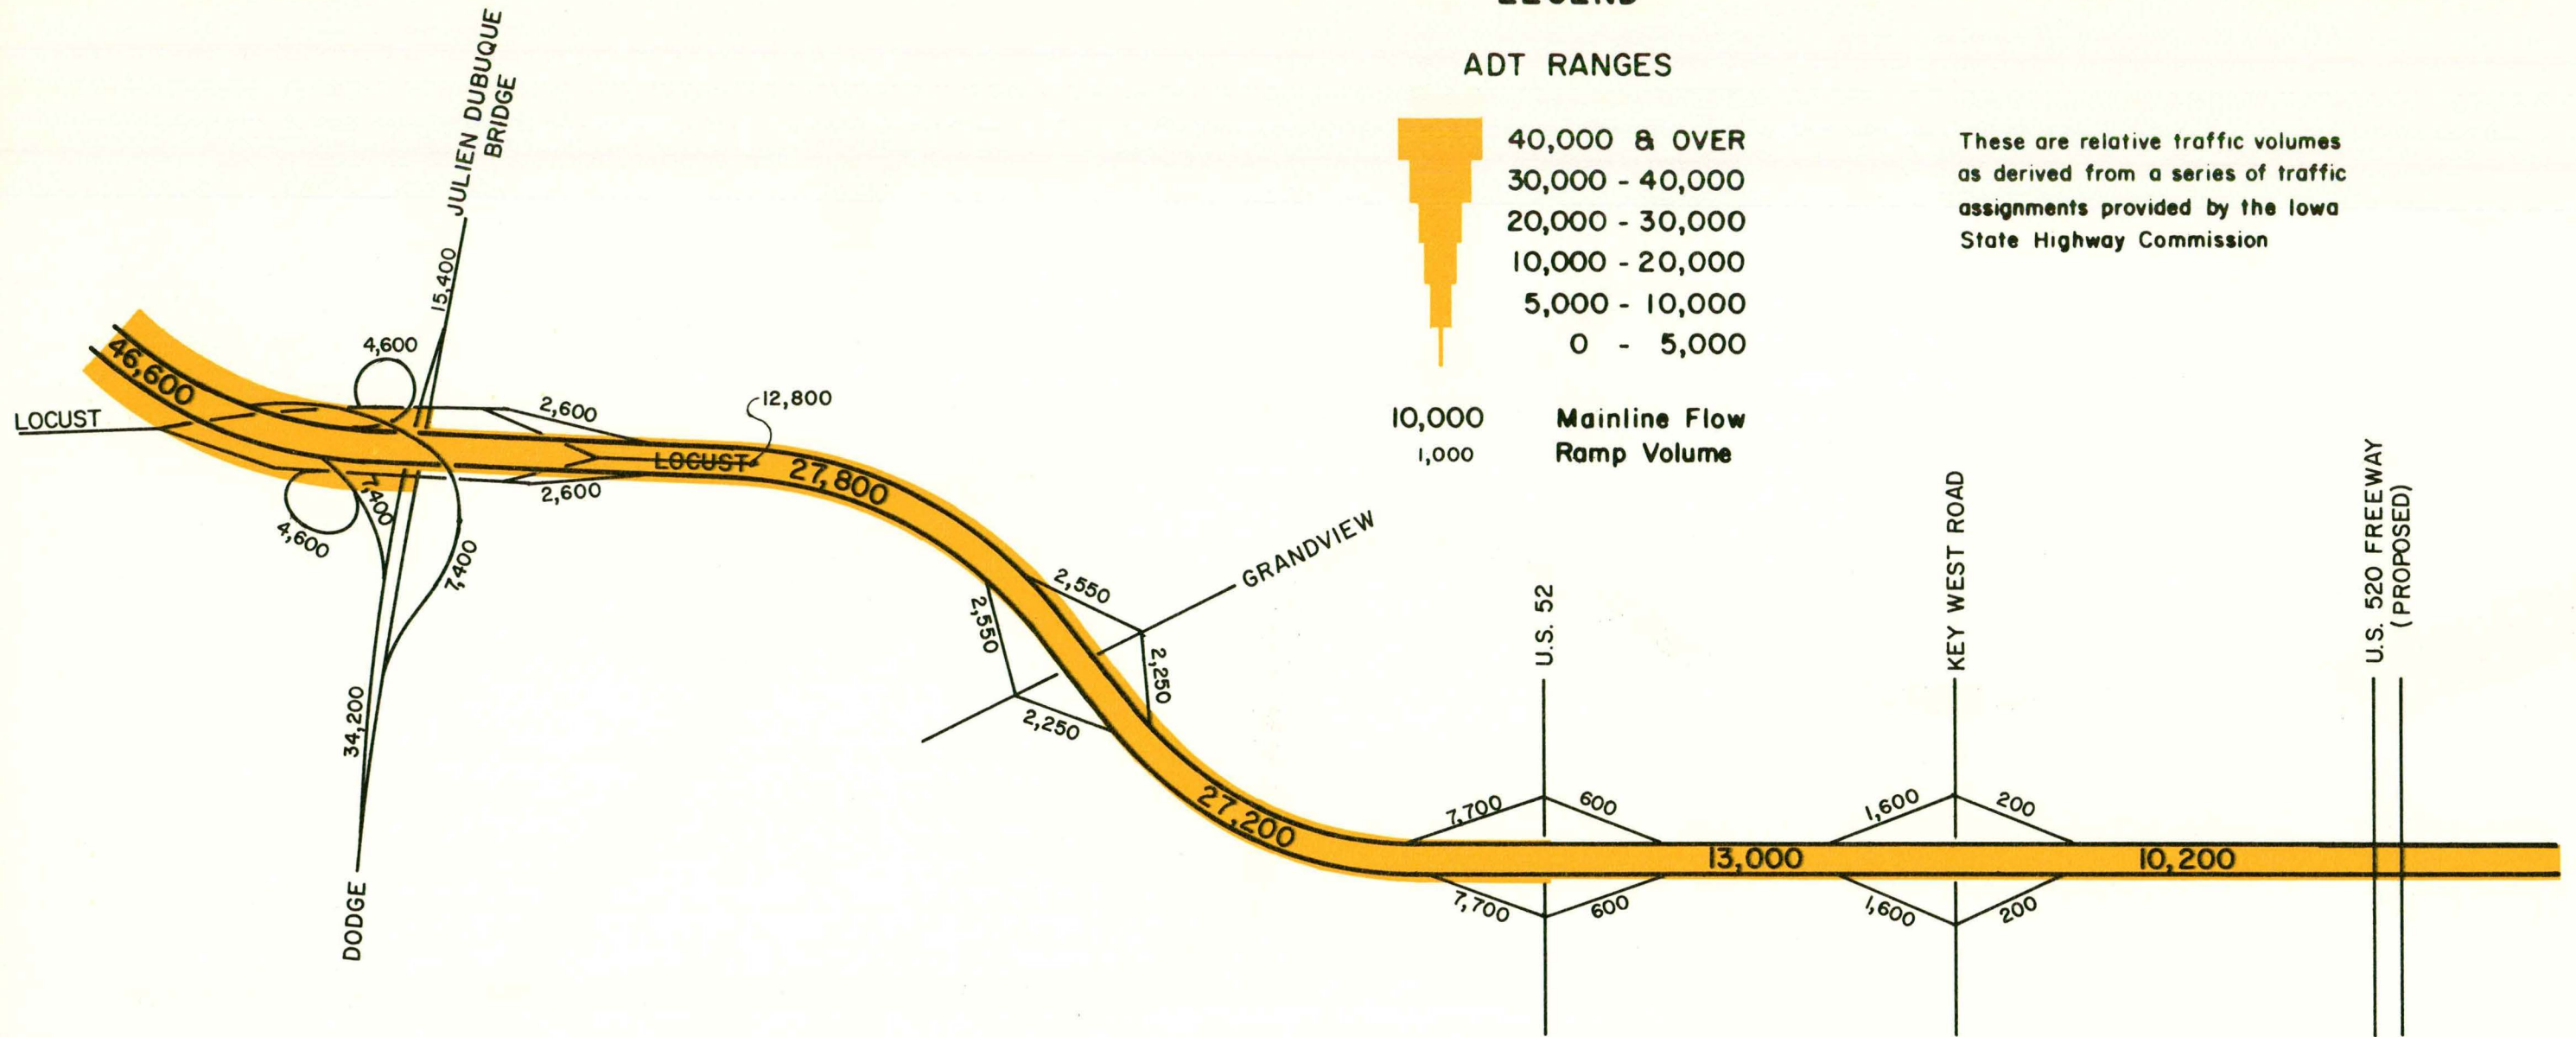 LEGEND
ADT RANGES
40,000 & OVER
30,000 - 40,000
20,000 - 30,000
10,000 - 20,000
5,000 - 10,000
0 - 5,000
10,000 Mainline Flow
1,000 Ramp Volume
These are relative traffic volumes
as derived from a series of traffic
assignments provided by the Iowa
State Highway Commission
JULIEN DUBUQUE
BRIDGE
15,400
4,600
46,600
LOCUST
2,600
12,800
LOCUST
27,800
7,400
2,600
4,600
7,400
34,200
DODGE
GRANDVIEW
2,550
2,550
2,250
2,250
27,200
U.S. 52
7,700
600
7,700
600
13,000
KEY WEST ROAD
1,600
200
1,600
200
10,200
U.S. 520 FREEWAY
(PROPOSED)